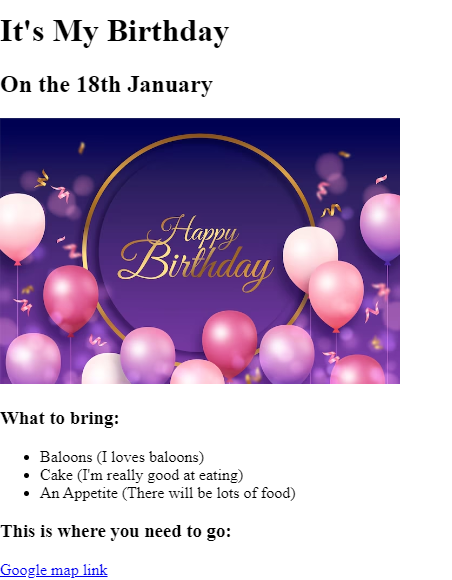 It's My Birthday
On the 18th January
Happy
Birthday
What to bring:
Baloons (I loves baloons)
Cake (I'm really good at eating)
An Appetite (There will be lots of food)
This is where you need to go:
Google map link